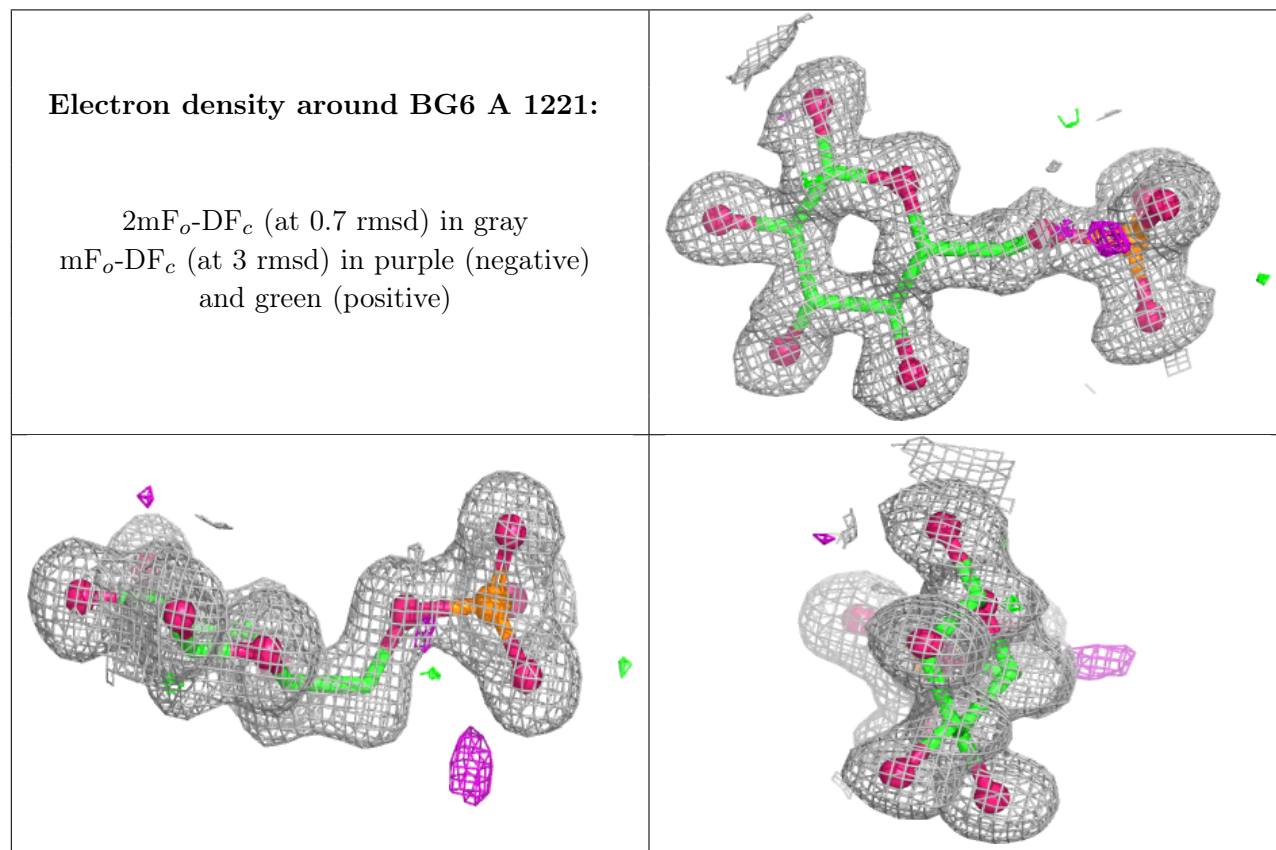 Electron density around BG6 A 1221:
2mFₒ-DF𝒸 (at 0.7 rmsd) in gray
mFₒ-DF𝒸 (at 3 rmsd) in purple (negative)
and green (positive)